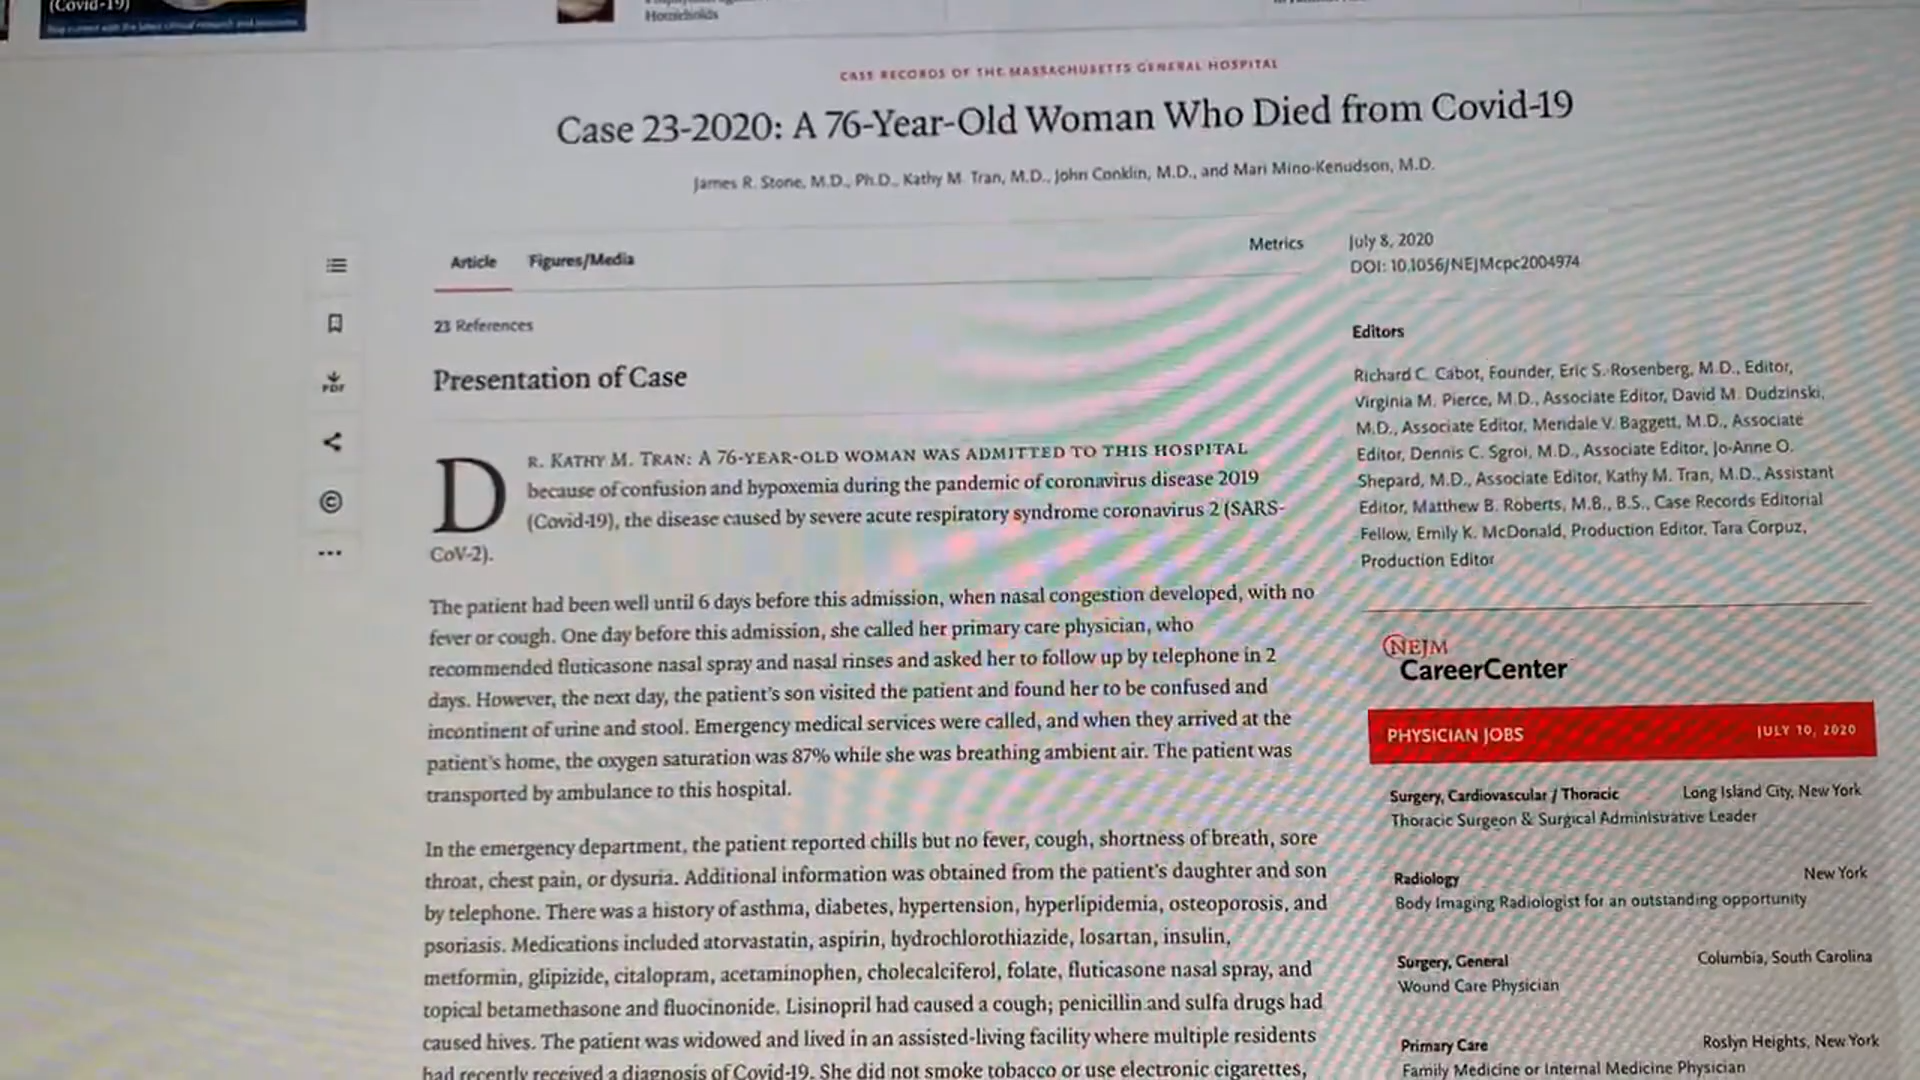 (Covid-19)
Households
CASE RECORDS OF THE MASSACHUSETTS GENERAL HOSPITAL
Case 23-2020: A 76-Year-Old Woman Who Died from Covid-19
James R. Stone, M.D., Ph.D., Kathy M. Tran, M.D., John Conklin, M.D., and Mari Mino-Kenudson, M.D.
Article Figures/Media Metrics
23 References
Presentation of Case
DR. KATHY M. TRAN: A 76-YEAR-OLD WOMAN WAS ADMITTED TO THIS HOSPITAL
because of confusion and hypoxemia during the pandemic of coronavirus disease 2019
(Covid-19), the disease caused by severe acute respiratory syndrome coronavirus 2 (SARS-
CoV-2).
The patient had been well until 6 days before this admission, when nasal congestion developed, with no
fever or cough. One day before this admission, she called her primary care physician, who
recommended fluticasone nasal spray and nasal rinses and asked her to follow up by telephone in 2
days. However, the next day, the patient's son visited the patient and found her to be confused and
incontinent of urine and stool. Emergency medical services were called, and when they arrived at the
patient's home, the oxygen saturation was 87% while she was breathing ambient air. The patient was
transported by ambulance to this hospital.
In the emergency department, the patient reported chills but no fever, cough, shortness of breath, sore
throat, chest pain, or dysuria. Additional information was obtained from the patient's daughter and son
by telephone. There was a history of asthma, diabetes, hypertension, hyperlipidemia, osteoporosis, and
psoriasis. Medications included atorvastatin, aspirin, hydrochlorothiazide, losartan, insulin,
metformin, glipizide, citalopram, acetaminophen, cholecalciferol, folate, fluticasone nasal spray, and
topical betamethasone and fluocinonide. Lisinopril had caused a cough; penicillin and sulfa drugs had
caused hives. The patient was widowed and lived in an assisted-living facility where multiple residents
had recently received a diagnosis of Covid-19. She did not smoke tobacco or use electronic cigarettes,
PDF
July 8, 2020
DOI: 10.1056/NEJMcpc2004974
Editors
Richard C. Cabot, Founder, Eric S. Rosenberg, M.D., Editor,
Virginia M. Pierce, M.D., Associate Editor, David M. Dudzinski,
M.D., Associate Editor, Meridale V. Baggett, M.D., Associate
Editor, Dennis C. Sgroi, M.D., Associate Editor, Jo-Anne O.
Shepard, M.D., Associate Editor, Kathy M. Tran, M.D., Assistant
Editor, Matthew B. Roberts, M.B., B.S., Case Records Editorial
Fellow, Emily K. McDonald, Production Editor, Tara Corpuz,
Production Editor
NEJM
CareerCenter
PHYSICIAN JOBS JULY 10, 2020
Surgery, Cardiovascular / Thoracic Long Island City, New York
Thoracic Surgeon & Surgical Administrative Leader
Radiology New York
Body Imaging Radiologist for an outstanding opportunity
Surgery, General Columbia, South Carolina
Wound Care Physician
Primary Care Roslyn Heights, New York
Family Medicine or Internal Medicine Physician